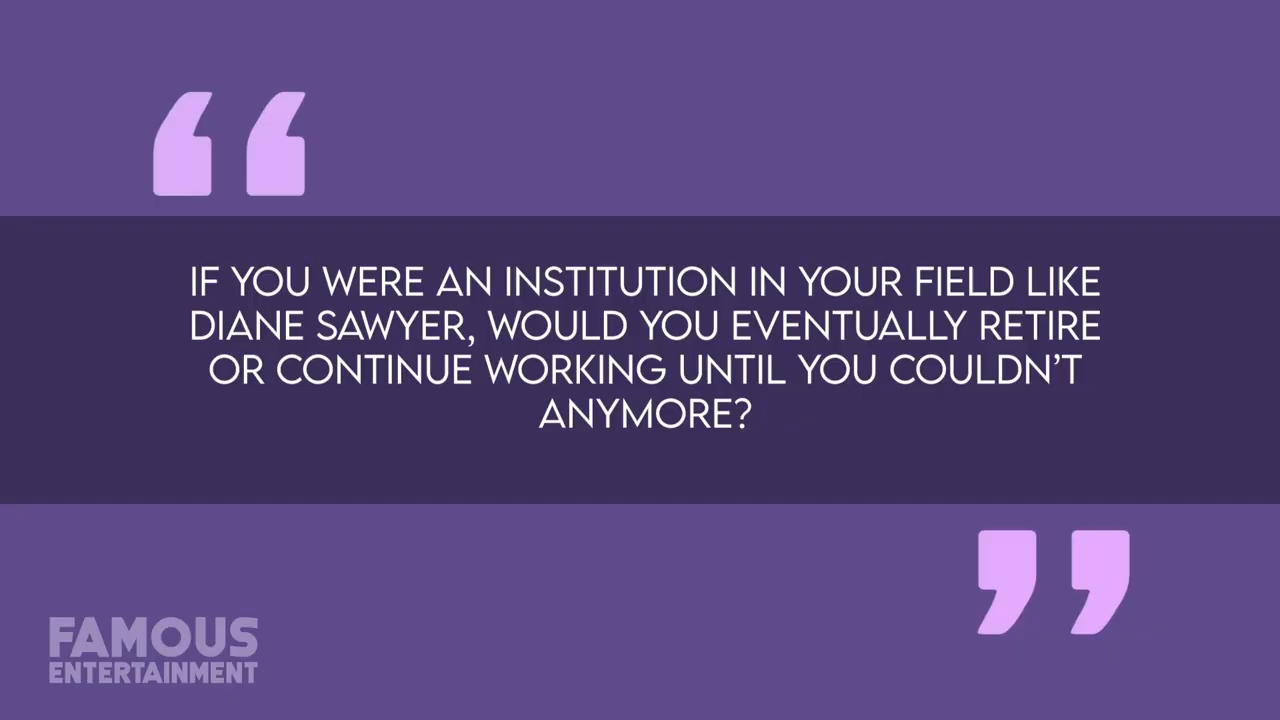 IF YOU WERE AN INSTITUTION IN YOUR FIELD LIKE
DIANE SAWYER, WOULD YOU EVENTUALLY RETIRE
OR CONTINUE WORKING UNTIL YOU COULDN'T
ANYMORE?
FAMOUS
ENTERTAINMENT